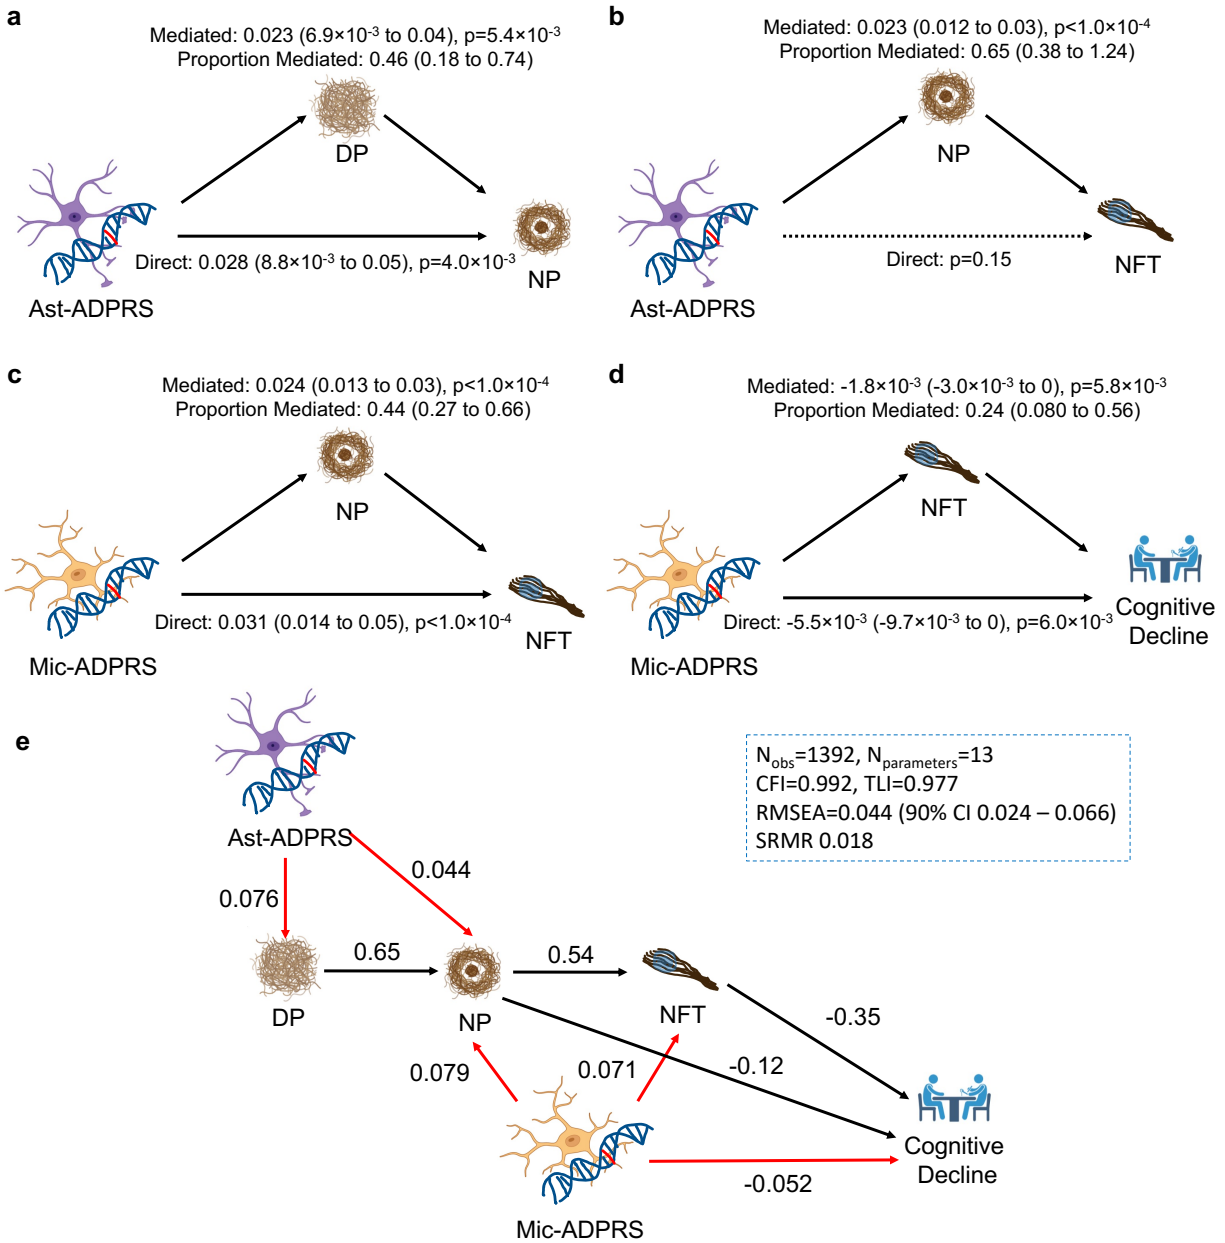 a
Mediated: 0.023 (6.9×10⁻³ to 0.04), p=5.4×10⁻³
Proportion Mediated: 0.46 (0.18 to 0.74)
DP
Direct: 0.028 (8.8×10⁻³ to 0.05), p=4.0×10⁻³
NP
Ast-ADPRS
b
Mediated: 0.023 (0.012 to 0.03), p<1.0×10⁻⁴
Proportion Mediated: 0.65 (0.38 to 1.24)
NP
Direct: p=0.15
NFT
Ast-ADPRS
c
Mediated: 0.024 (0.013 to 0.03), p<1.0×10⁻⁴
Proportion Mediated: 0.44 (0.27 to 0.66)
NP
Direct: 0.031 (0.014 to 0.05), p<1.0×10⁻⁴
NFT
Mic-ADPRS
d
Mediated: -1.8×10⁻³ (-3.0×10⁻³ to 0), p=5.8×10⁻³
Proportion Mediated: 0.24 (0.080 to 0.56)
NFT
Direct: -5.5×10⁻³ (-9.7×10⁻³ to 0), p=6.0×10⁻³
Cognitive
Decline
Mic-ADPRS
e
N_obs=1392, N_parameters=13
CFI=0.992, TLI=0.977
RMSEA=0.044 (90% CI 0.024 – 0.066)
SRMR 0.018
Ast-ADPRS
0.076
0.044
0.65
0.54
DP
NP
NFT
-0.35
0.079
0.071
-0.12
Cognitive
Decline
-0.052
Mic-ADPRS